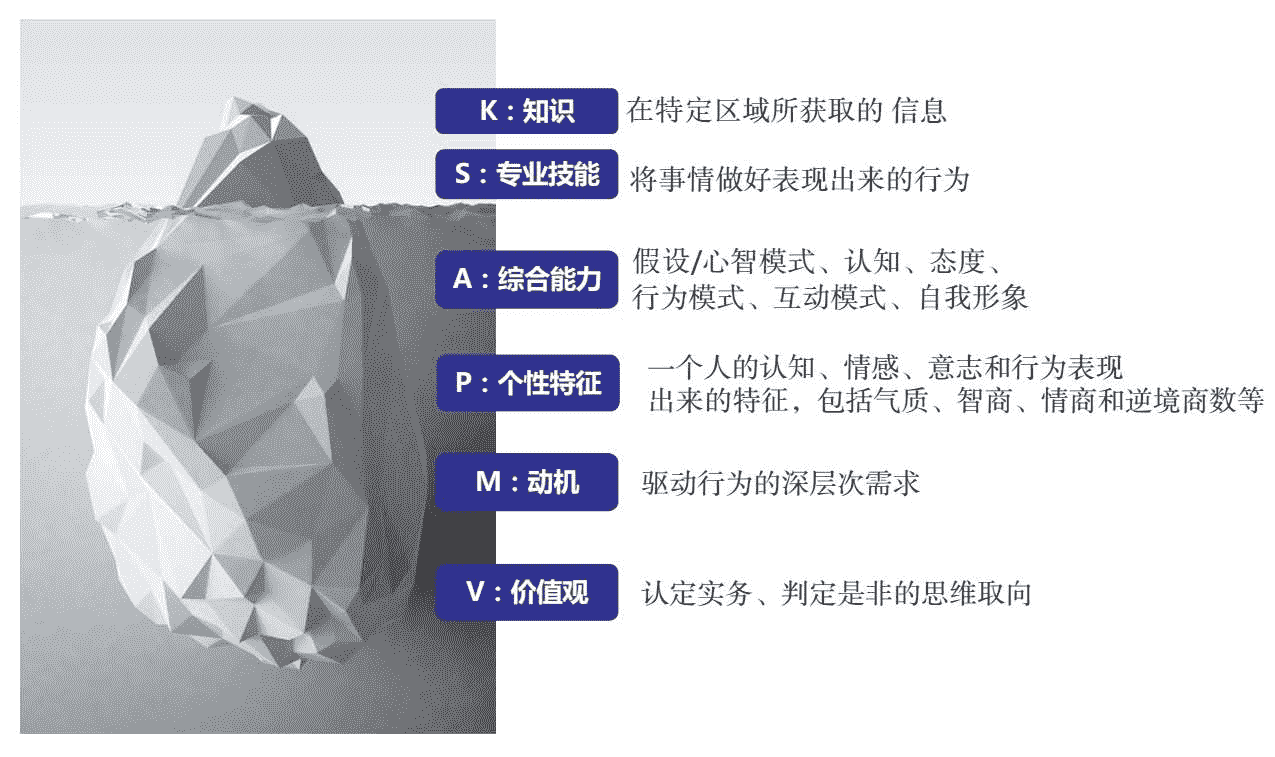 K：知识
在特定区域所获取的 信息
S：专业技能
将事情做好表现出来的行为
A：综合能力
假设/心智模式、认知、态度、
行为模式、互动模式、自我形象
P：个性特征
一个人的认知、情感、意志和行为表现
出来的特征，包括气质、智商、情商和逆境商数等
M：动机
驱动行为的深层次需求
V：价值观
认定实务、判定是非的思维取向